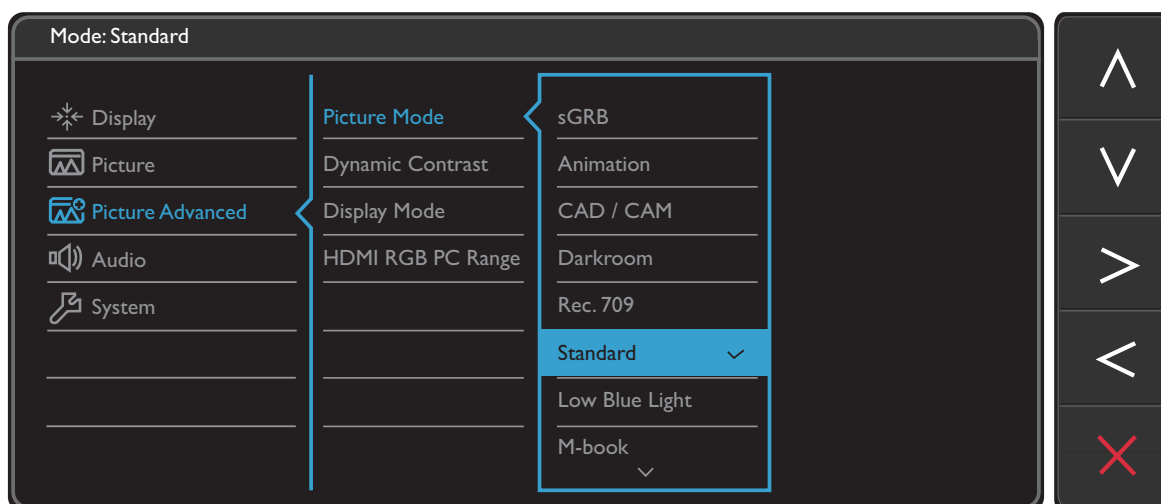 Mode: Standard
Display
Picture
Picture Advanced
Audio
System
Picture Mode
Dynamic Contrast
Display Mode
HDMI RGB PC Range
sGRB
Animation
CAD / CAM
Darkroom
Rec. 709
Standard
Low Blue Light
M-book